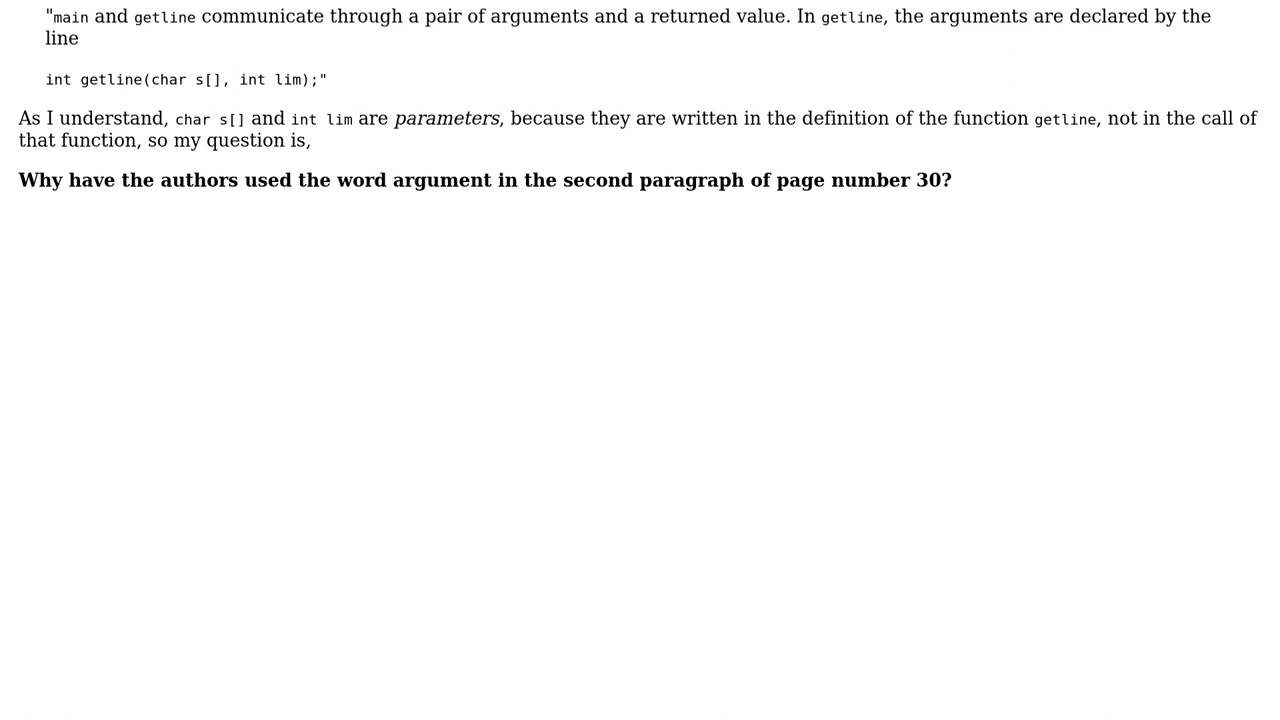 "main and getline communicate through a pair of arguments and a returned value. In getline, the arguments are declared by the
line
int getline(char s[], int lim);"
As I understand, char s[] and int lim are parameters, because they are written in the definition of the function getline, not in the call of
that function, so my question is,
Why have the authors used the word argument in the second paragraph of page number 30?